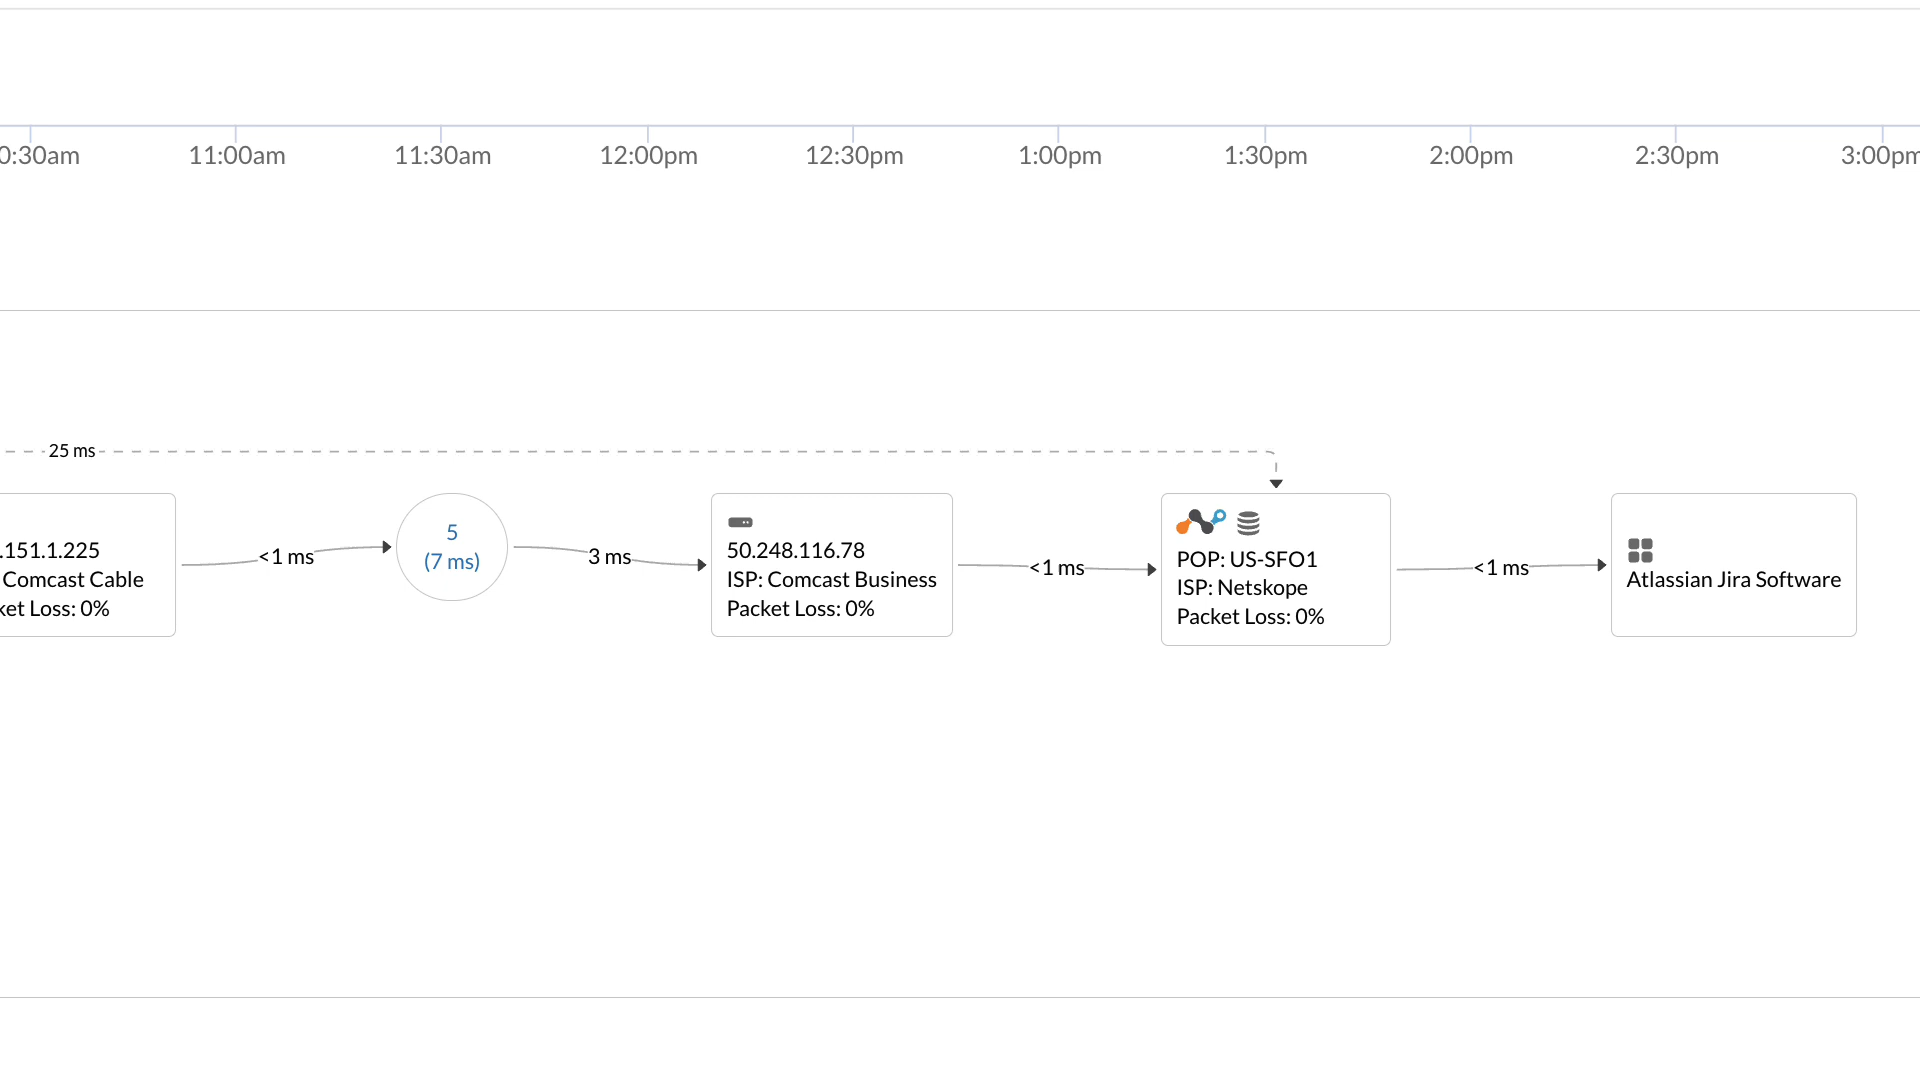 0:30am 11:00am 11:30am 12:00pm 12:30pm 1:00pm 1:30pm 2:00pm 2:30pm 3:00pm
25 ms
.151.1.225
Comcast Cable
ket Loss: 0%
<1 ms
5
(7 ms)
3 ms
50.248.116.78
ISP: Comcast Business
Packet Loss: 0%
<1 ms
POP: US-SFO1
ISP: Netskope
Packet Loss: 0%
<1 ms
Atlassian Jira Software